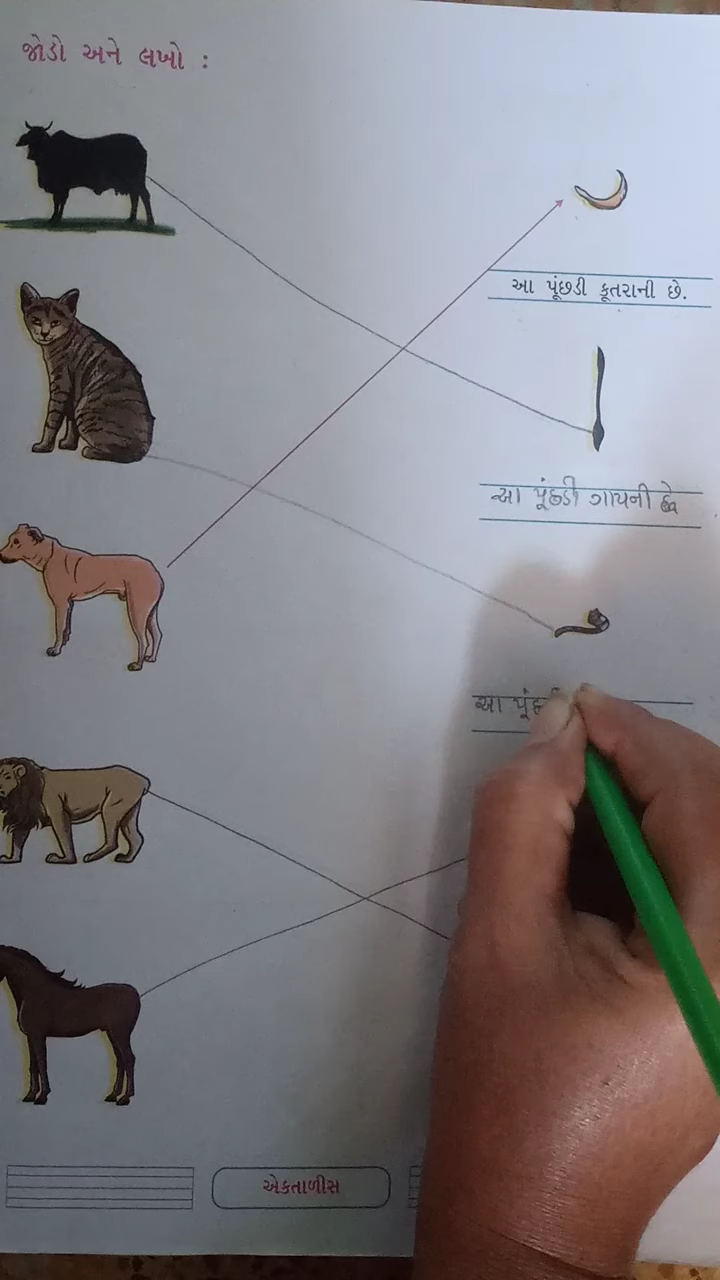 જોડો અને લખો :
આ પૂંછડી કૂતરાની છે.
આ પૂંછડી ગાયની છે
આ પૂંછ
એકતાળીસ